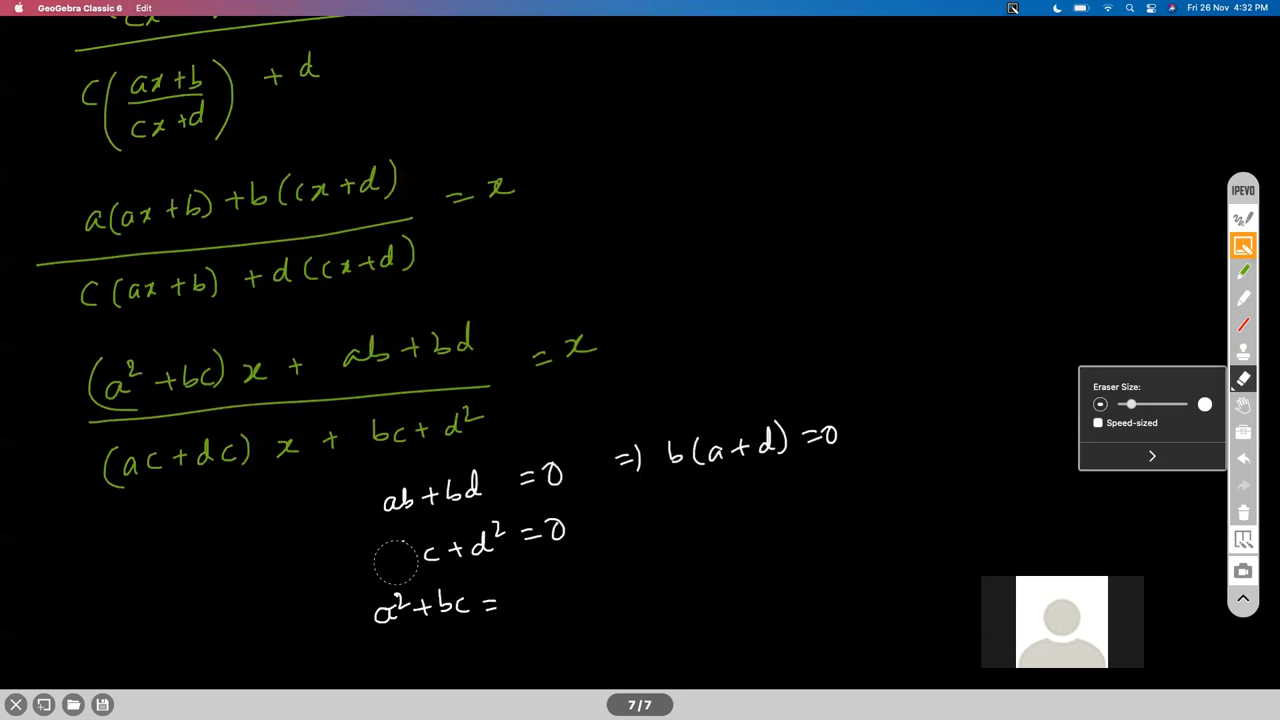 GeoGebra Classic 6 Edit Fri 26 Nov 4:32 PM
C((ax+b)/(cx+d)) + d
IPEVO
a(ax+b)+b(cx+d) = x
C(ax+b) + d(cx+d)
(a²+bc)x + ab+bd = x
(ac+dc)x + bc+d²
Eraser Size:
Speed-sized
ab+bd =0 => b(a+d)=0
c+d²=0
a²+bc=
7/7